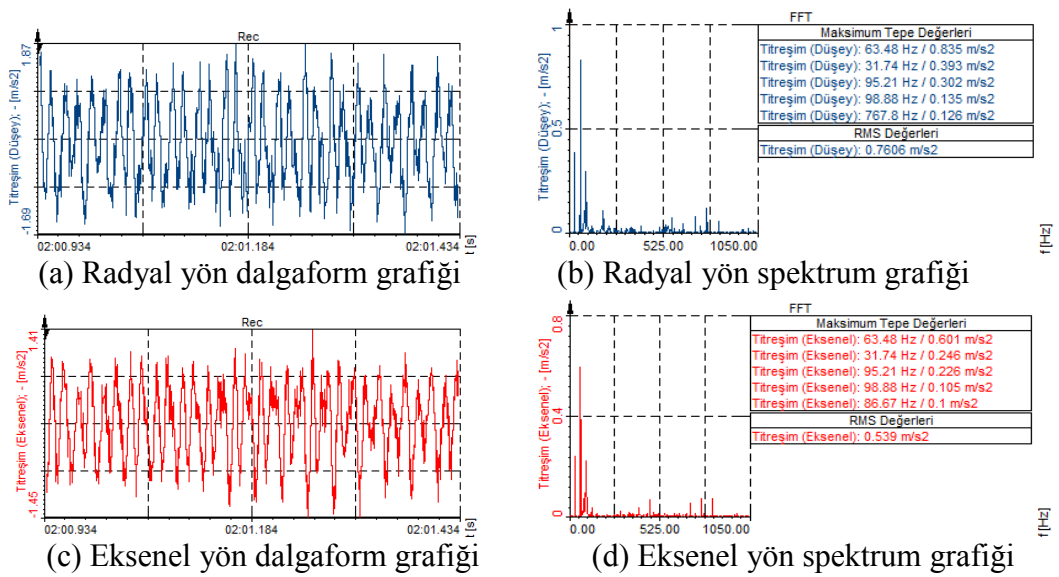 Rec
1.87
Titreşim (Düşey); - [m/s2]
-1.69
02:00.934 02:01.184 02:01.434
t [s]
(a) Radyal yön dalgaform grafiği
FFT
1
0.5
0
[m/s2]
Titreşim (Düşey); -
0.00 525.00 1050.00
f [Hz]
Maksimum Tepe Değerleri
Titreşim (Düşey): 63.48 Hz / 0.835 m/s2
Titreşim (Düşey): 31.74 Hz / 0.393 m/s2
Titreşim (Düşey): 95.21 Hz / 0.302 m/s2
Titreşim (Düşey): 98.88 Hz / 0.135 m/s2
Titreşim (Düşey): 767.8 Hz / 0.126 m/s2
RMS Değerleri
Titreşim (Düşey): 0.7606 m/s2
(b) Radyal yön spektrum grafiği
Rec
1.41
Titreşim (Eksenel); - [m/s2]
-1.45
02:00.934 02:01.184 02:01.434
t [s]
(c) Eksenel yön dalgaform grafiği
FFT
0.8
0.4
0
Titreşim (Eksenel); - [m/s2]
0.00 525.00 1050.00
f [Hz]
Maksimum Tepe Değerleri
Titreşim (Eksenel): 63.48 Hz / 0.601 m/s2
Titreşim (Eksenel): 31.74 Hz / 0.246 m/s2
Titreşim (Eksenel): 95.21 Hz / 0.226 m/s2
Titreşim (Eksenel): 98.88 Hz / 0.105 m/s2
Titreşim (Eksenel): 86.67 Hz / 0.1 m/s2
RMS Değerleri
Titreşim (Eksenel): 0.539 m/s2
(d) Eksenel yön spektrum grafiği